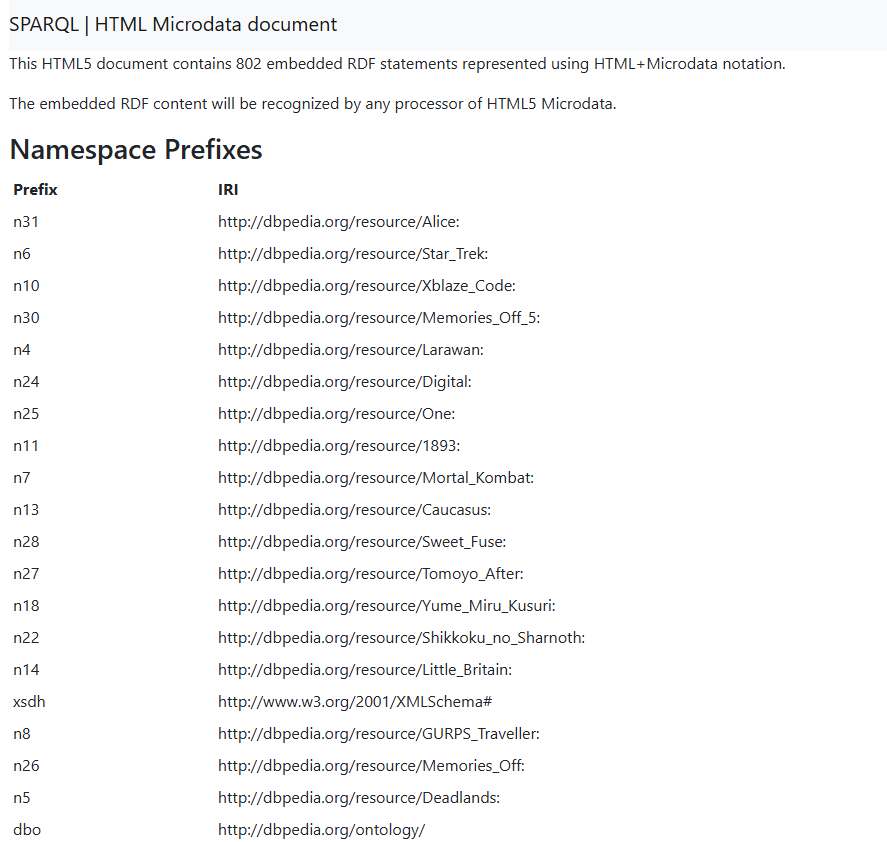 SPARQL | HTML Microdata document
This HTML5 document contains 802 embedded RDF statements represented using HTML+Microdata notation.
The embedded RDF content will be recognized by any processor of HTML5 Microdata.
Namespace Prefixes
Prefix IRI
n31 http://dbpedia.org/resource/Alice:
n6 http://dbpedia.org/resource/Star_Trek:
n10 http://dbpedia.org/resource/Xblaze_Code:
n30 http://dbpedia.org/resource/Memories_Off_5:
n4 http://dbpedia.org/resource/Larawan:
n24 http://dbpedia.org/resource/Digital:
n25 http://dbpedia.org/resource/One:
n11 http://dbpedia.org/resource/1893:
n7 http://dbpedia.org/resource/Mortal_Kombat:
n13 http://dbpedia.org/resource/Caucasus:
n28 http://dbpedia.org/resource/Sweet_Fuse:
n27 http://dbpedia.org/resource/Tomoyo_After:
n18 http://dbpedia.org/resource/Yume_Miru_Kusuri:
n22 http://dbpedia.org/resource/Shikkoku_no_Sharnoth:
n14 http://dbpedia.org/resource/Little_Britain:
xsdh http://www.w3.org/2001/XMLSchema#
n8 http://dbpedia.org/resource/GURPS_Traveller:
n26 http://dbpedia.org/resource/Memories_Off:
n5 http://dbpedia.org/resource/Deadlands:
dbo http://dbpedia.org/ontology/